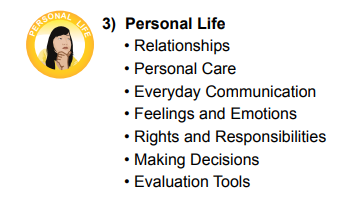 PERSONAL LIFE
3) Personal Life
• Relationships
• Personal Care
• Everyday Communication
• Feelings and Emotions
• Rights and Responsibilities
• Making Decisions
• Evaluation Tools